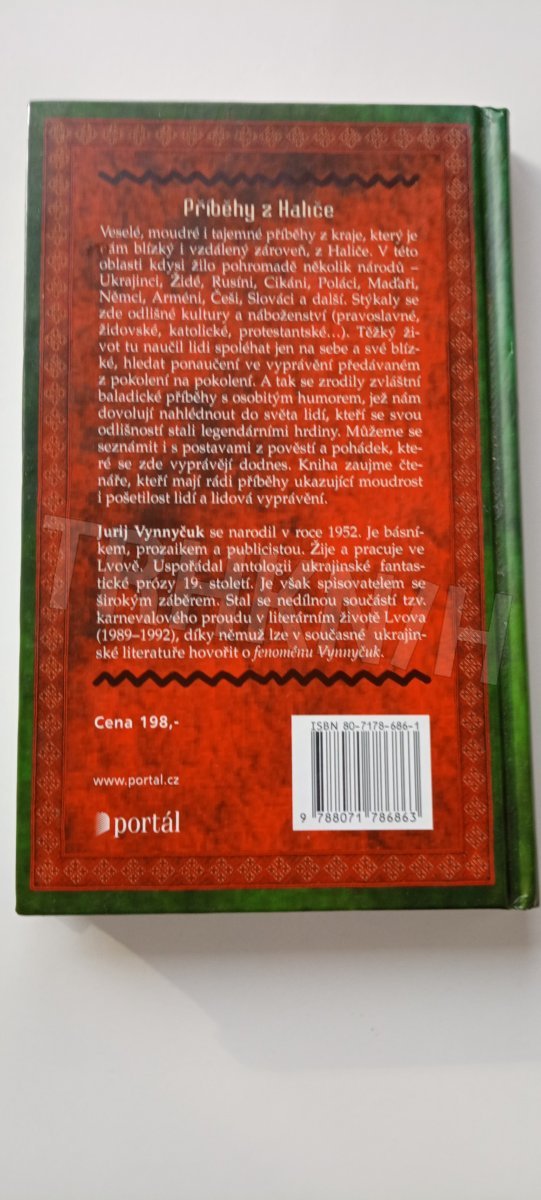 Příběhy z Haliče
Veselé, moudré i tajemné příběhy z kraje, který je
nám blízký i vzdálený zároveň, z Haliče. V této
oblasti kdysi žilo pohromadě několik národů –
Ukrajinci, Židé, Rusíni, Cikáni, Poláci, Maďaři,
Němci, Arméni, Češi, Slováci a další. Stýkaly se
zde odlišné kultury a náboženství (pravoslavné,
židovské, katolické, protestantské...). Těžký ži-
vot tu naučil lidi spoléhat jen na sebe a své blíz-
ké, hledat ponaučení ve vyprávění předávaném
z pokolení na pokolení. A tak se zrodily zvláštní
baladické příběhy s osobitým humorem, jež nám
dovolují nahlédnout do světa lidí, kteří se svou
odlišností stali legendárními hrdiny. Můžeme se
seznámit i s postavami z pověstí a pohádek, kte-
ré se zde vyprávějí dodnes. Kniha zaujme čte-
náře, kteří mají rádi příběhy ukazující moudrost
i pošetilost lidí a lidová vyprávění.
Jurij Vynnyčuk se narodil v roce 1952. Je básní-
kem, prozaikem a publicistou. Žije a pracuje ve
Lvově. Uspořádal antologii ukrajinské fantas-
tické prózy 19. století. Je však spisovatelem se
širokým záběrem. Stal se nedílnou součástí tzv.
karnevalového proudu v literárním životě Lvova
(1989–1992), díky němuž lze v současné ukrajin-
ské literatuře hovořit o fenoménu Vynnyčuk.
Cena 198,-
ISBN 80-7178-686-1
www.portal.cz
portál
9 788071 786863